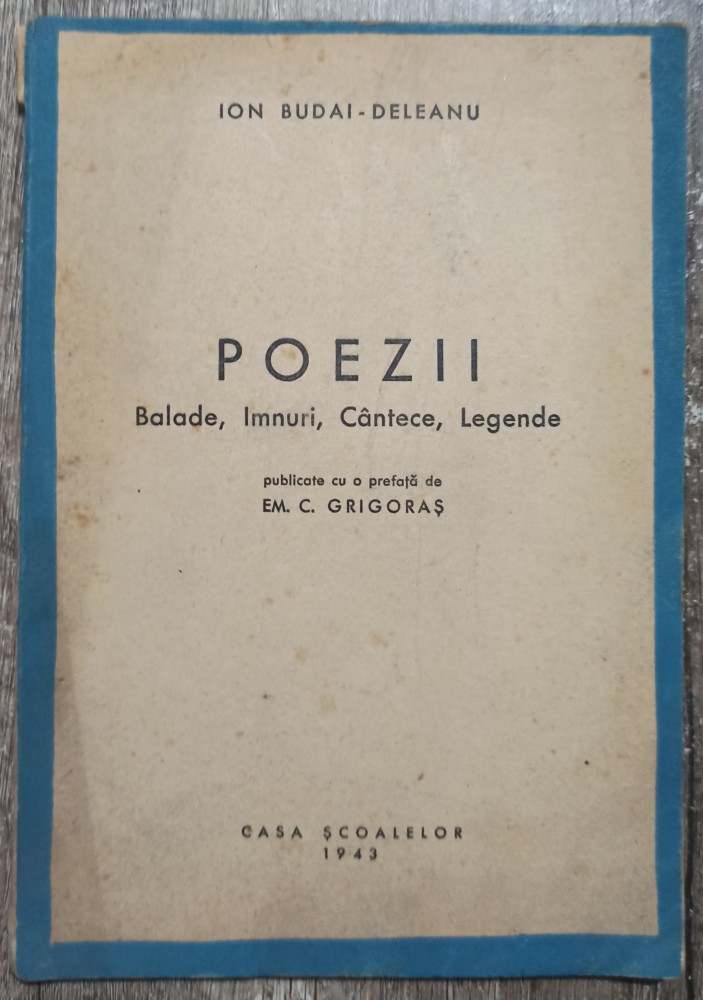 ION BUDAI-DELEANU
POEZII
Balade, Imnuri, Cântece, Legende
publicate cu o prefață de
EM. C. GRIGORAȘ
CASA ȘCOALELOR
1943